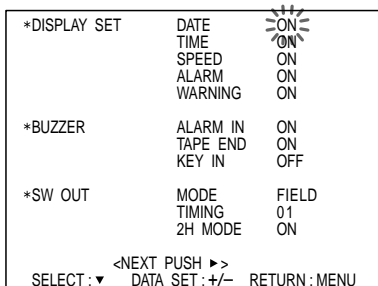 *DISPLAY SET DATE ON
TIME ON
SPEED ON
ALARM ON
WARNING ON
*BUZZER ALARM IN ON
TAPE END ON
KEY IN OFF
*SW OUT MODE FIELD
TIMING 01
2H MODE ON
<NEXT PUSH ►>
SELECT : ▼ DATA SET : +/− RETURN : MENU